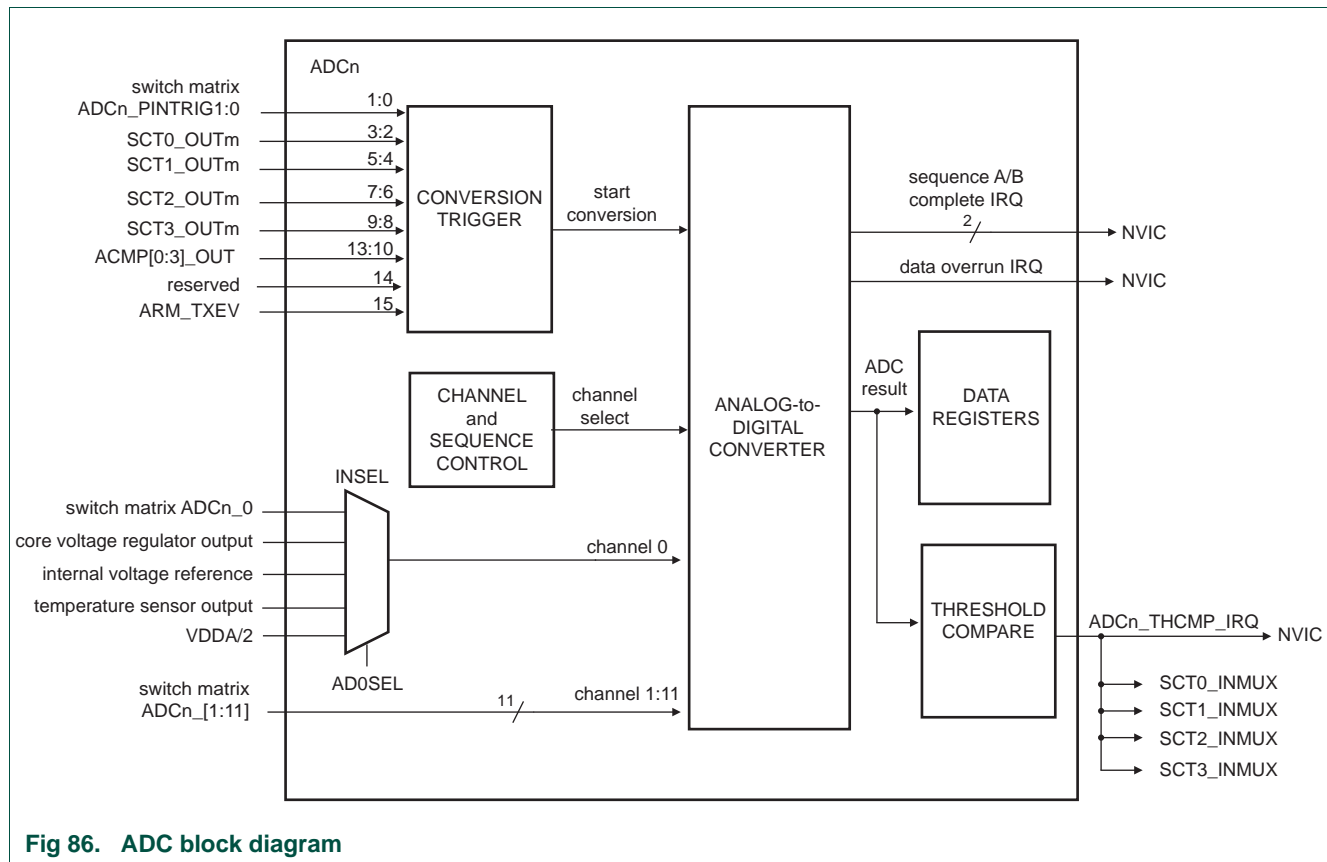 ADCn
switch matrix
ADCn_PINTRIG1:0
1:0
SCT0_OUTm
3:2
SCT1_OUTm
5:4
SCT2_OUTm
7:6
SCT3_OUTm
9:8
ACMP[0:3]_OUT
13:10
reserved
14
ARM_TXEV
15
CONVERSION
TRIGGER
start
conversion
CHANNEL
and
SEQUENCE
CONTROL
channel
select
ANALOG-to-
DIGITAL
CONVERTER
sequence A/B
complete IRQ
2
NVIC
data overrun IRQ
NVIC
ADC
result
DATA
REGISTERS
INSEL
switch matrix ADCn_0
core voltage regulator output
internal voltage reference
temperature sensor output
VDDA/2
AD0SEL
channel 0
switch matrix
ADCn_[1:11]
11
channel 1:11
THRESHOLD
COMPARE
ADCn_THCMP_IRQ
NVIC
SCT0_INMUX
SCT1_INMUX
SCT2_INMUX
SCT3_INMUX
Fig 86. ADC block diagram